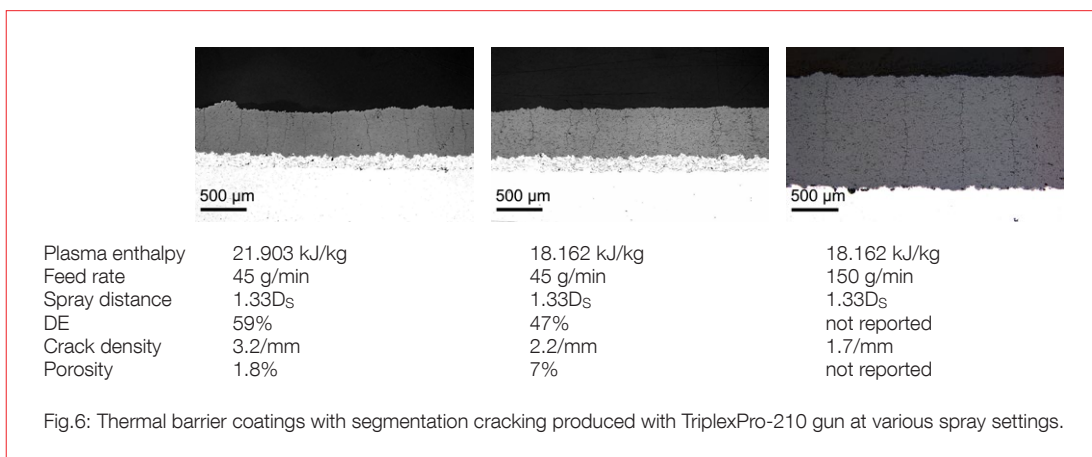 500 µm 500 µm 500 µm
Plasma enthalpy 21.903 kJ/kg 18.162 kJ/kg 18.162 kJ/kg
Feed rate 45 g/min 45 g/min 150 g/min
Spray distance 1.33DS 1.33DS 1.33DS
DE 59% 47% not reported
Crack density 3.2/mm 2.2/mm 1.7/mm
Porosity 1.8% 7% not reported
Fig.6: Thermal barrier coatings with segmentation cracking produced with TriplexPro-210 gun at various spray settings.